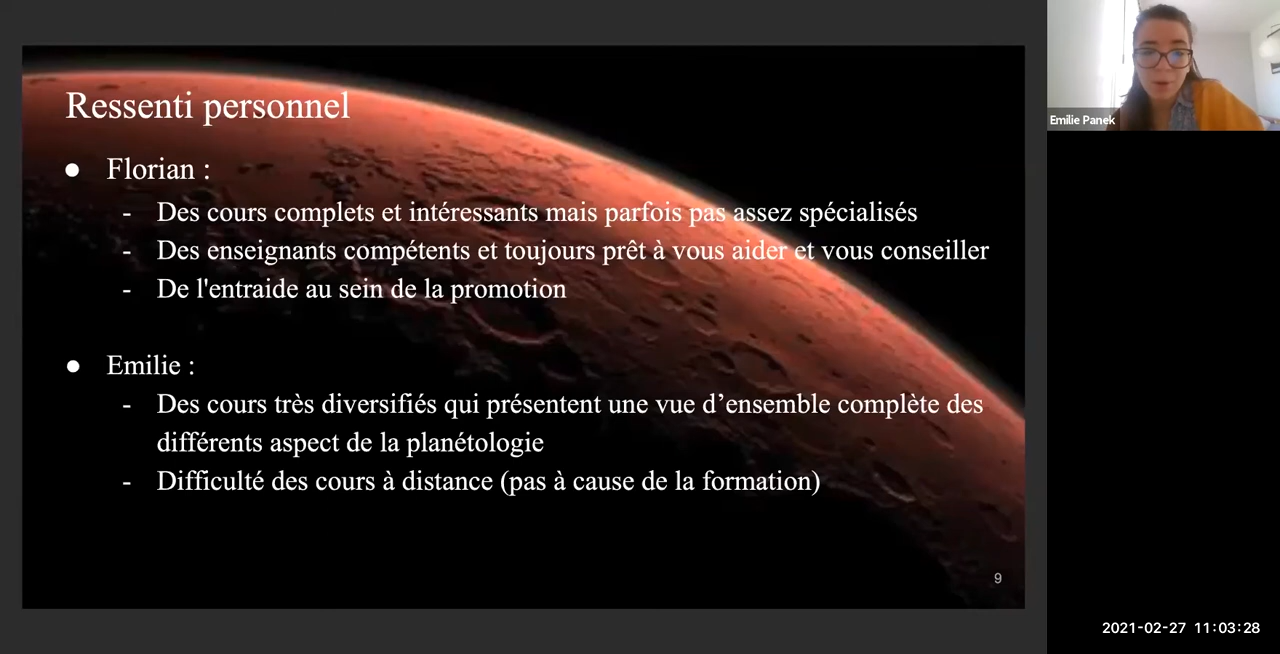 Ressenti personnel
● Florian :
- Des cours complets et intéressants mais parfois pas assez spécialisés
- Des enseignants compétents et toujours prêt à vous aider et vous conseiller
- De l'entraide au sein de la promotion
● Emilie :
- Des cours très diversifiés qui présentent une vue d’ensemble complète des
différents aspect de la planétologie
- Difficulté des cours à distance (pas à cause de la formation)
9
Emilie Panek
2021-02-27 11:03:28